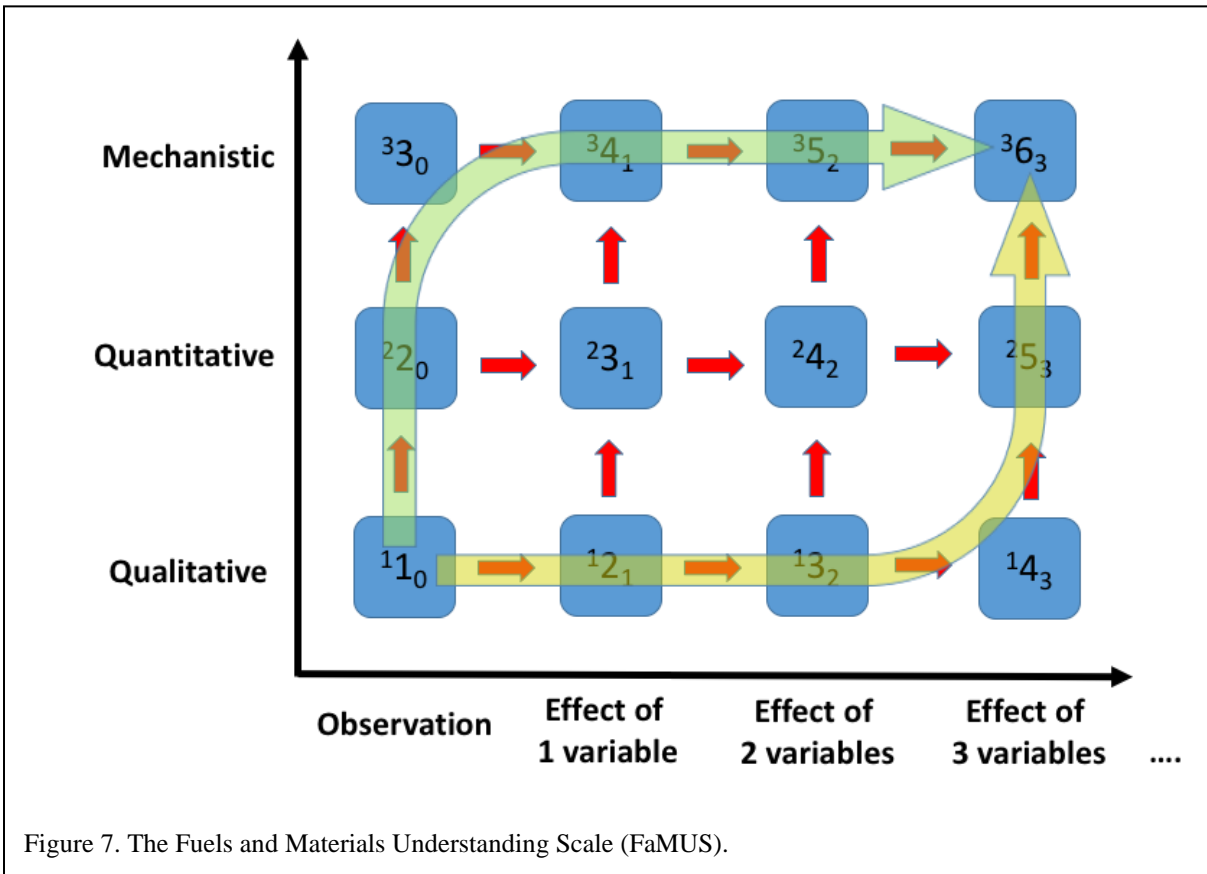 Mechanistic ³3₀ ³4₁ ³5₂ ³6₃
Quantitative ²2₀ ²3₁ ²4₂ ²5₃
Qualitative ¹1₀ ¹2₁ ¹3₂ ¹4₃
Observation
Effect of
1 variable
Effect of
2 variables
Effect of
3 variables
....
Figure 7. The Fuels and Materials Understanding Scale (FaMUS).